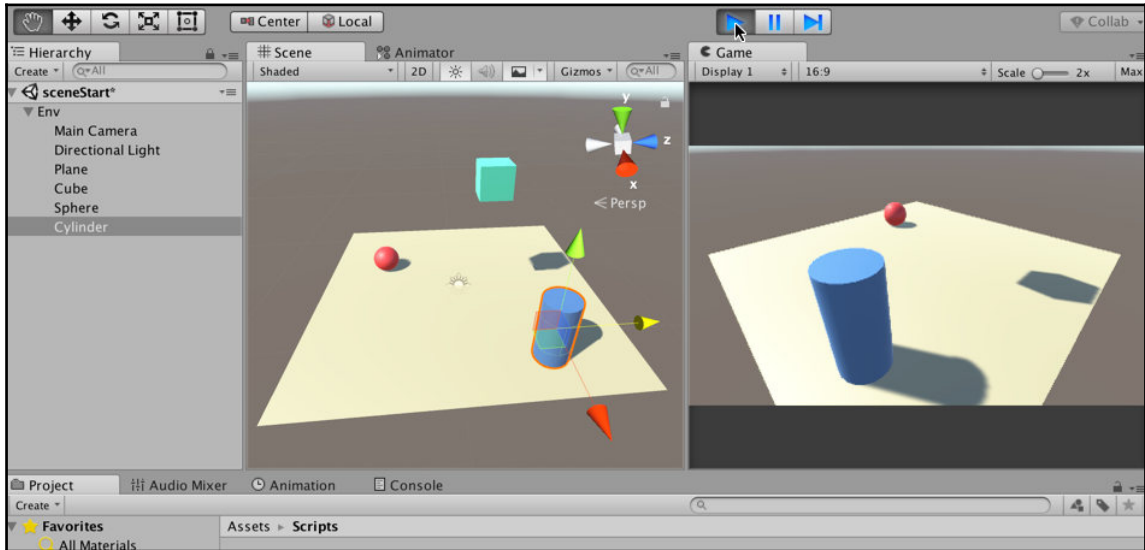 Center Local Collab
Hierarchy
Create All
sceneStart*
Env
Main Camera
Directional Light
Plane
Cube
Sphere
Cylinder
Scene Animator
Shaded 2D Gizmos All
y
z
x
Persp
Game
Display 1 16:9 Scale 2x Max
Project Audio Mixer Animation Console
Create
Favorites Assets Scripts
All Materials